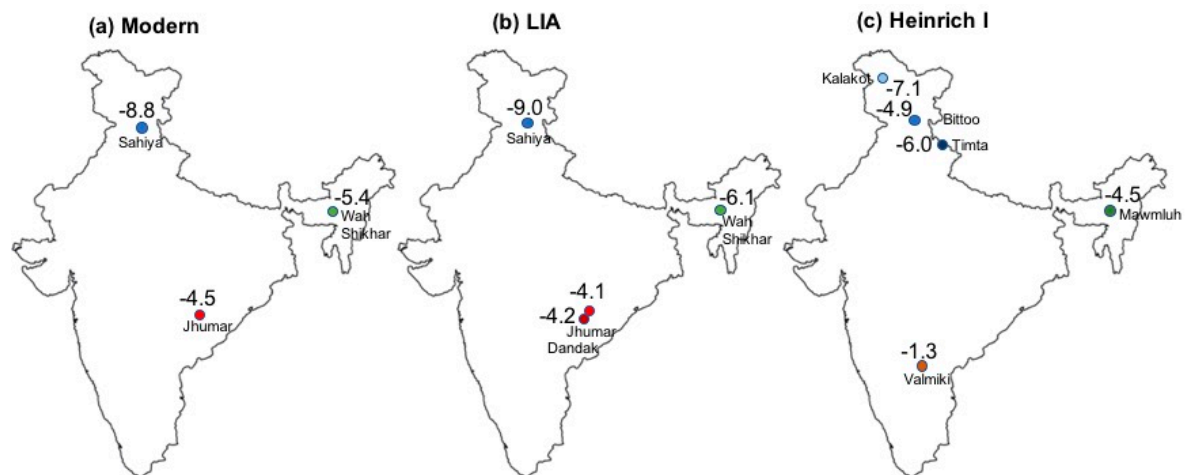 (a) Modern
-8.8
Sahiya
-5.4
Wah
Shikhar
-4.5
Jhumar
(b) LIA
-9.0
Sahiya
-6.1
Wah
Shikhar
-4.1
-4.2
Jhumar
Dandak
(c) Heinrich I
Kalakot
-7.1
-4.9
Bittoo
-6.0
Timta
-4.5
Mawmluh
-1.3
Valmiki